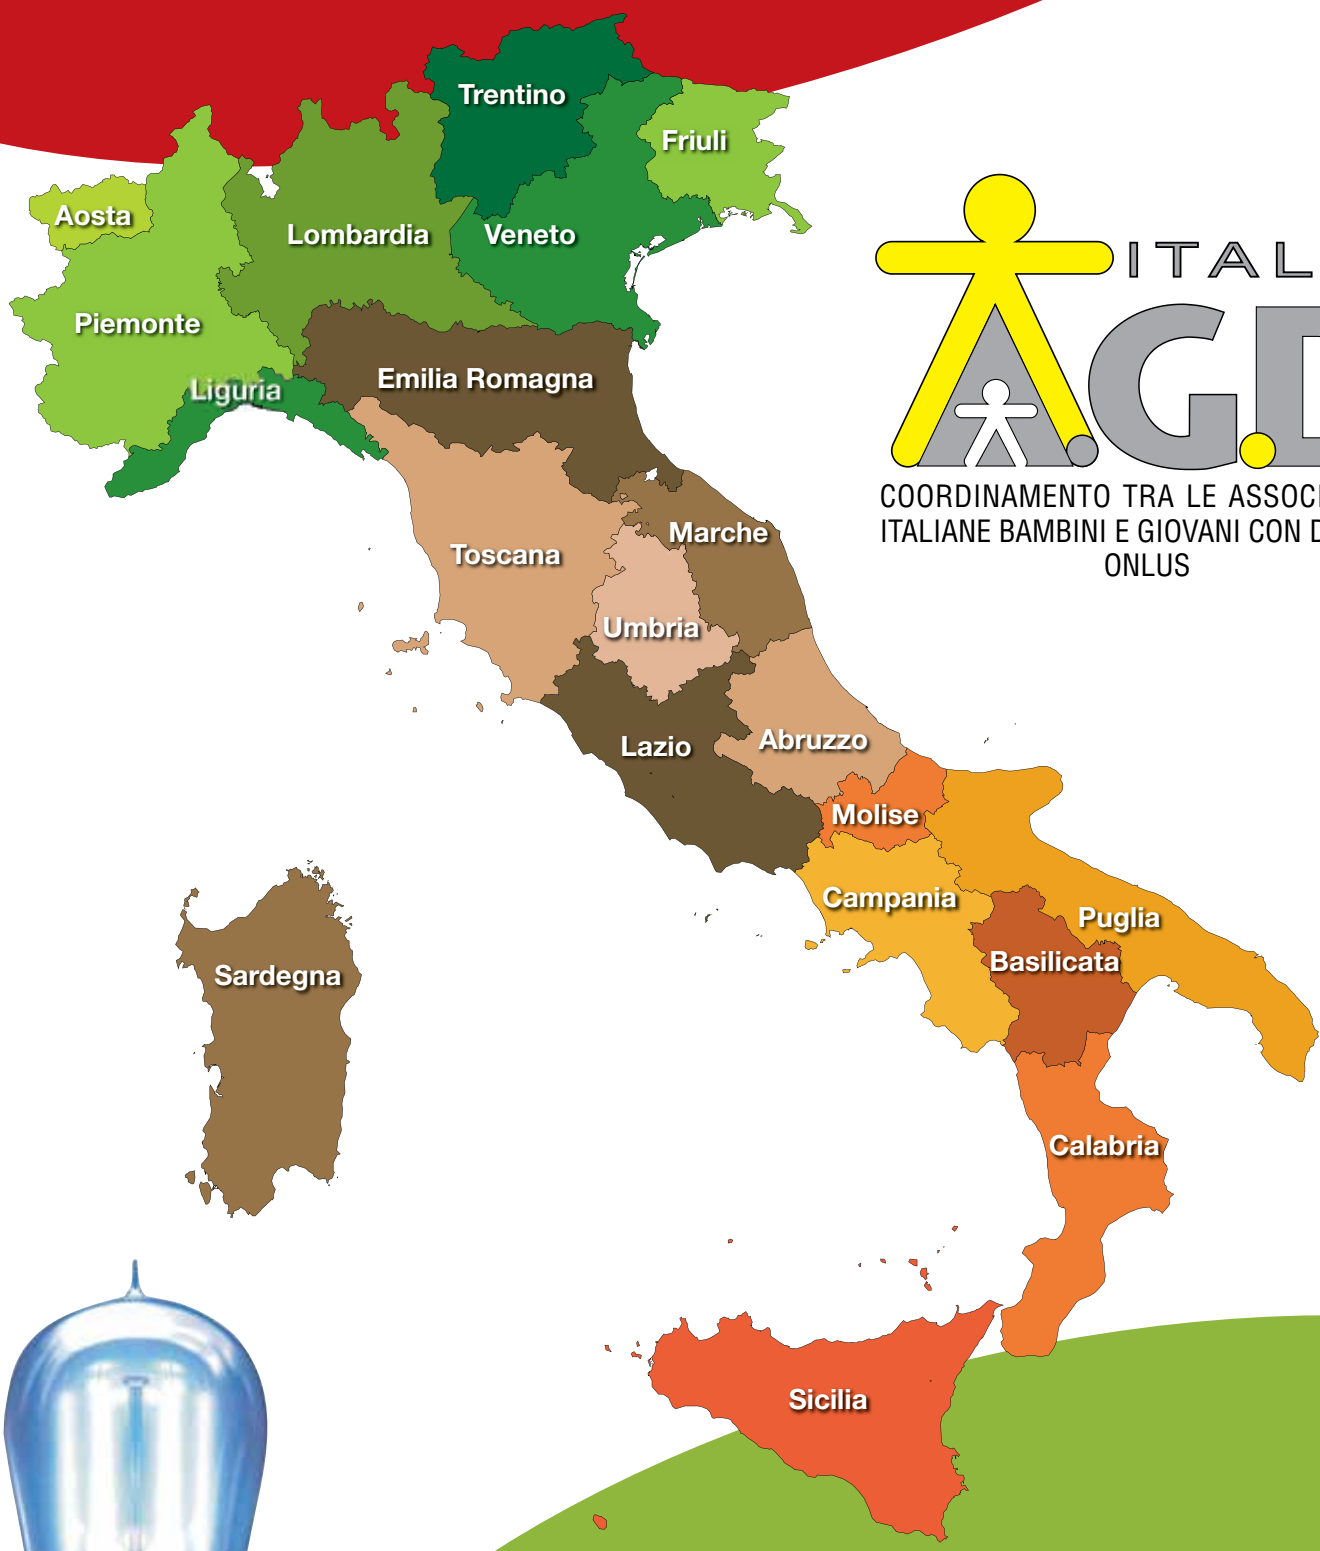 Trentino
Friuli
Aosta
Lombardia
Veneto
Piemonte
Liguria
Emilia Romagna
ITAL
A.G.D
COORDINAMENTO TRA LE ASSOCI
ITALIANE BAMBINI E GIOVANI CON D
ONLUS
Marche
Toscana
Umbria
Lazio
Abruzzo
Molise
Campania
Puglia
Basilicata
Sardegna
Calabria
Sicilia